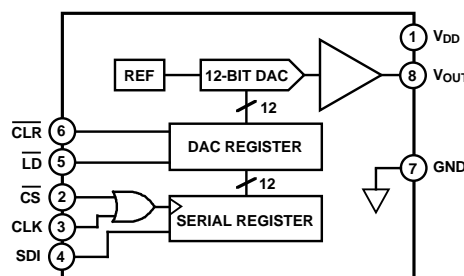 1 VDD
REF 12-BIT DAC 8 VOUT
12
CLR 6
DAC REGISTER
LD 5
7 GND
12
CS 2
CLK 3
SERIAL REGISTER
SDI 4